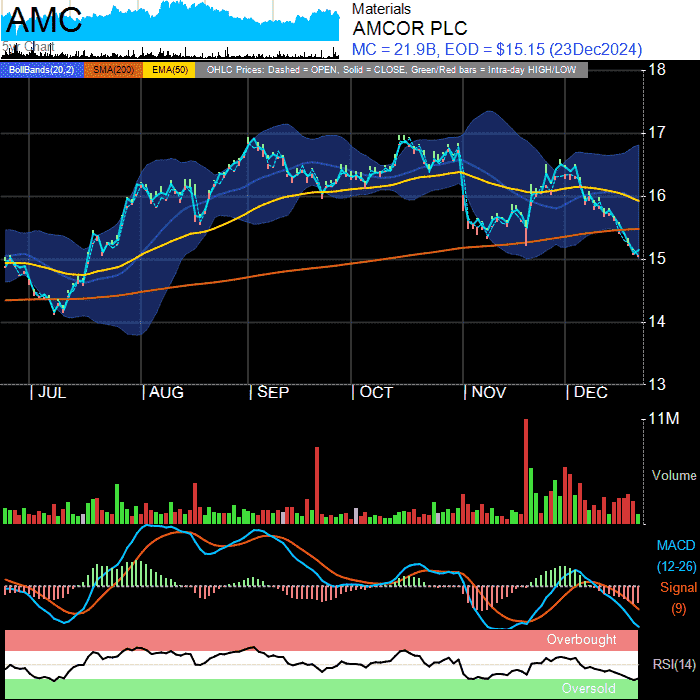 AMC
5yr Chart
Materials
AMCOR PLC
MC = 21.9B, EOD = $15.15 (23Dec2024)
BollBands(20,2) SMA(200) EMA(50) OHLC Prices: Dashed = OPEN, Solid = CLOSE, Green/Red bars = Intra-day HIGH/LOW
18
17
16
15
14
13
JUL AUG SEP OCT NOV DEC
11M
Volume
MACD
(12-26)
Signal
(9)
Overbought
RSI(14)
Oversold